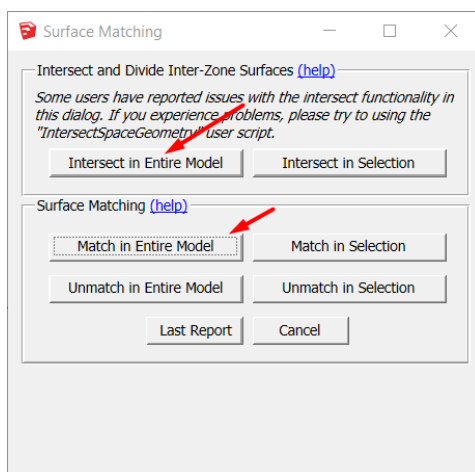 Surface Matching
Intersect and Divide Inter-Zone Surfaces (help)
Some users have reported issues with the intersect functionality in
this dialog. If you experience problems, please try to using the
"IntersectSpaceGeometry" user script.
Intersect in Entire Model Intersect in Selection
Surface Matching (help)
Match in Entire Model Match in Selection
Unmatch in Entire Model Unmatch in Selection
Last Report Cancel